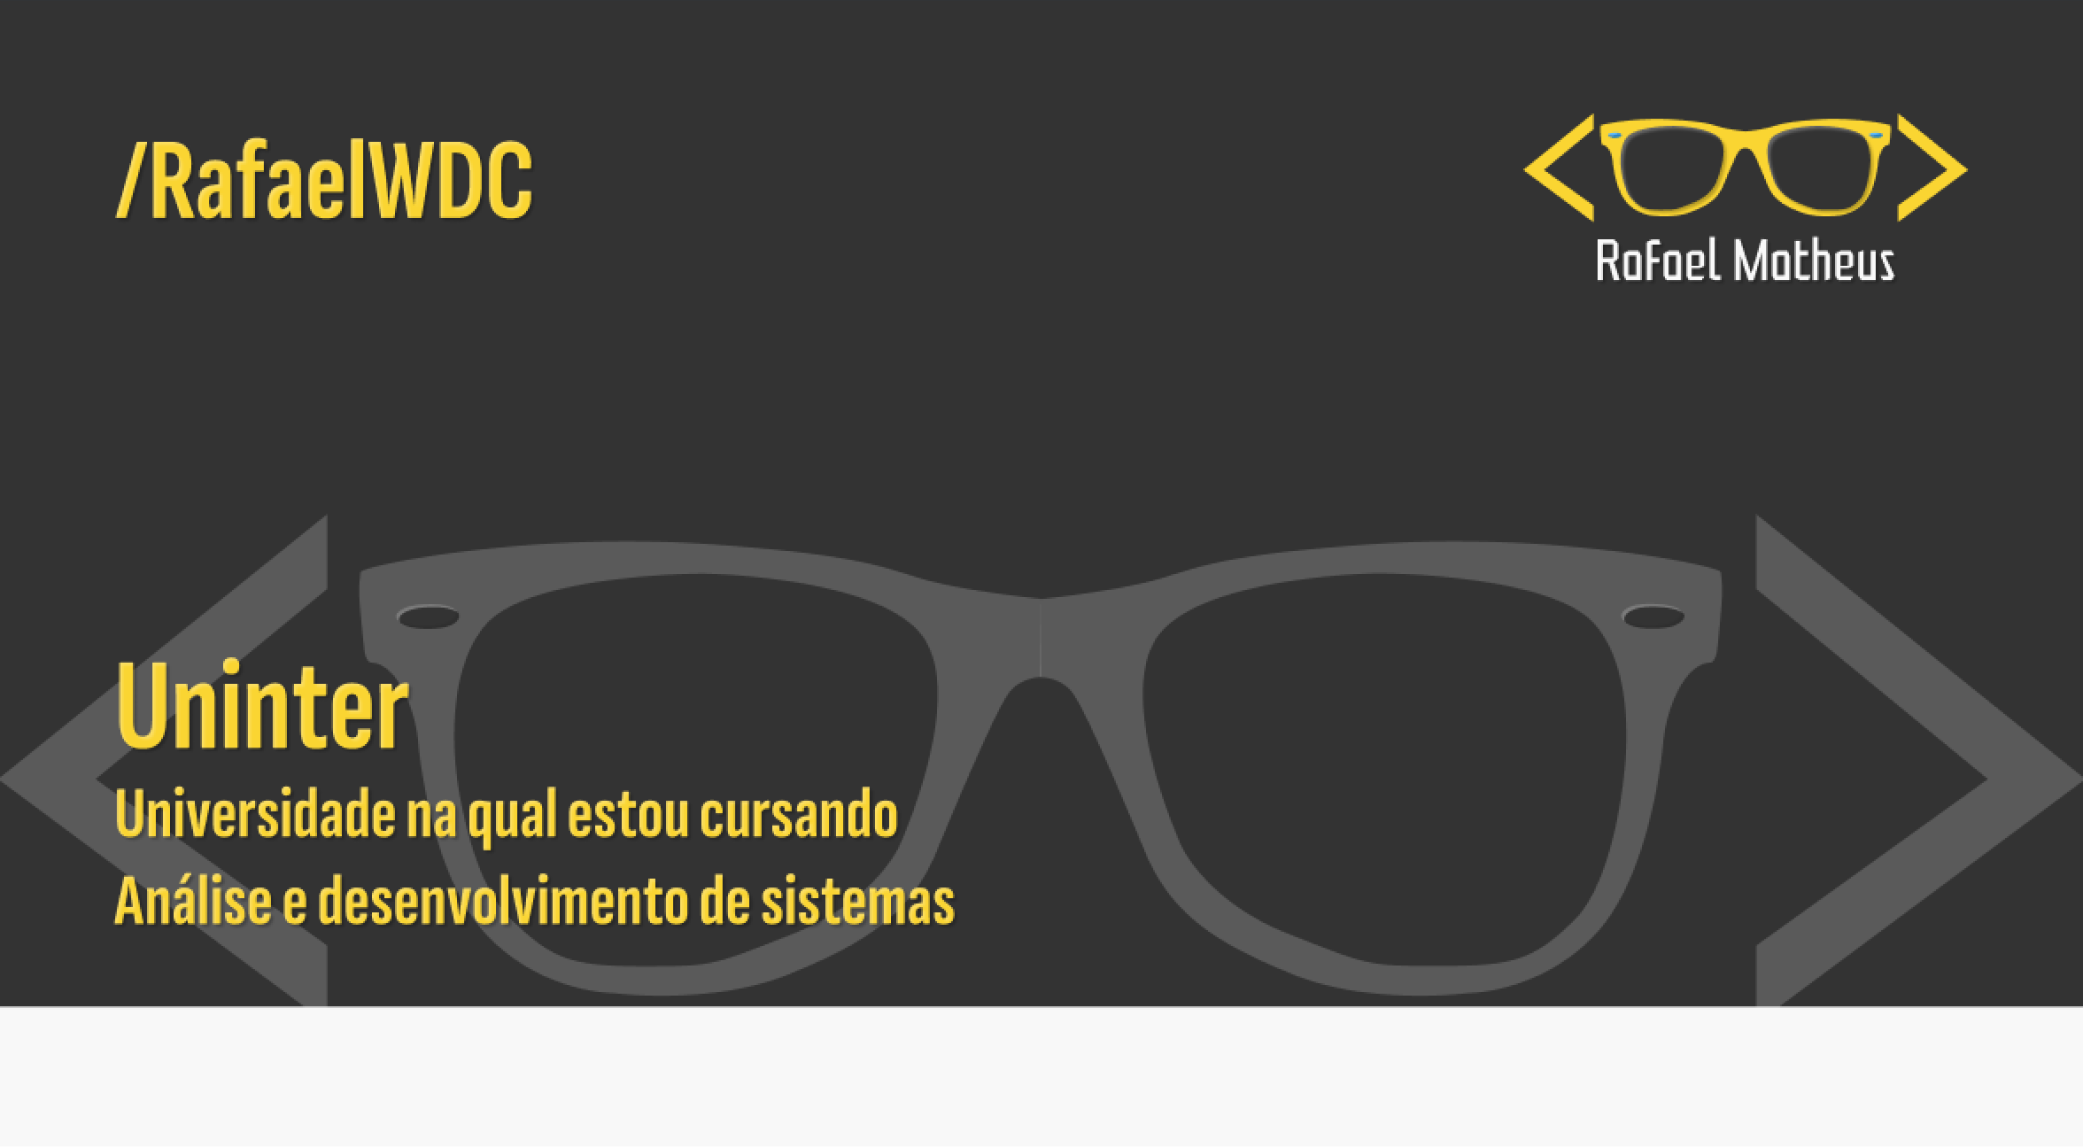 /RafaelWDC
Rafael Matheus
Uninter
Universidade na qual estou cursando
Análise e desenvolvimento de sistemas